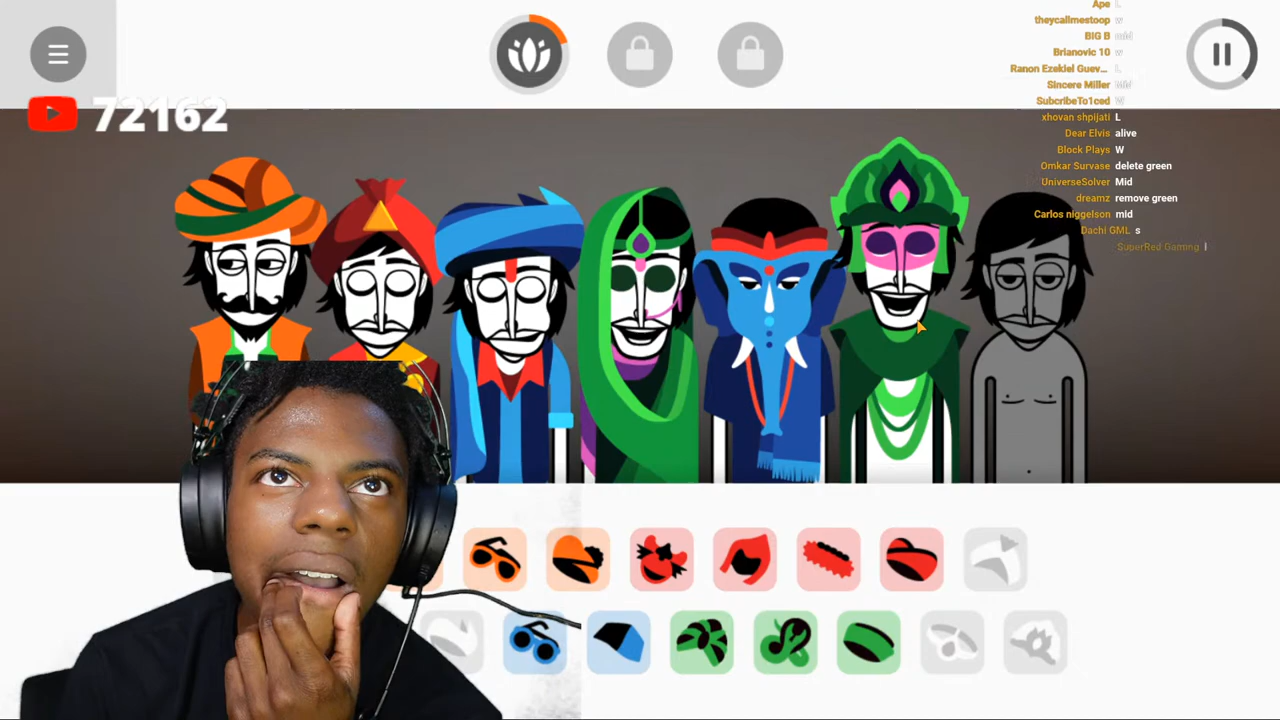 72162
Ape L
theycallmestoop w
BIG B mid
Brianovic 10 w
Ranon Ezekiel Guev... L
Sincere Miller Mid
SubcribeTo1ced W
xhovan shpijati L
Dear Elvis alive
Block Plays W
Omkar Survase delete green
UniverseSolver Mid
dreamz remove green
Carlos niggelson mid
Dachi GML s
SuperRed Gaming l